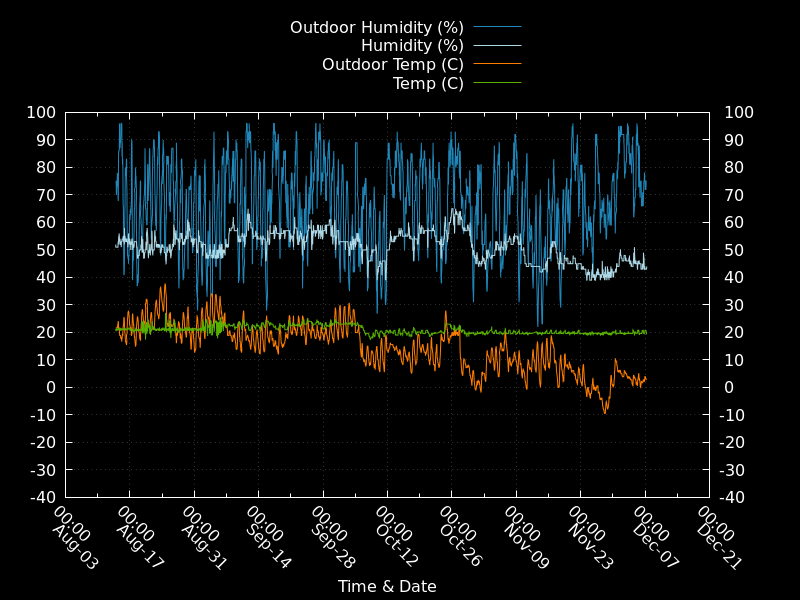 Outdoor Humidity (%)
Humidity (%)
Outdoor Temp (C)
Temp (C)
100 100
90 90
80 80
70 70
60 60
50 50
40 40
30 30
20 20
10 10
0 0
-10 -10
-20 -20
-30 -30
-40 -40
00:00
Aug-03
00:00
Aug-17
00:00
Aug-31
00:00
Sep-14
00:00
Sep-28
00:00
Oct-12
00:00
Oct-26
00:00
Nov-09
00:00
Nov-23
00:00
Dec-07
00:00
Dec-21
Time & Date